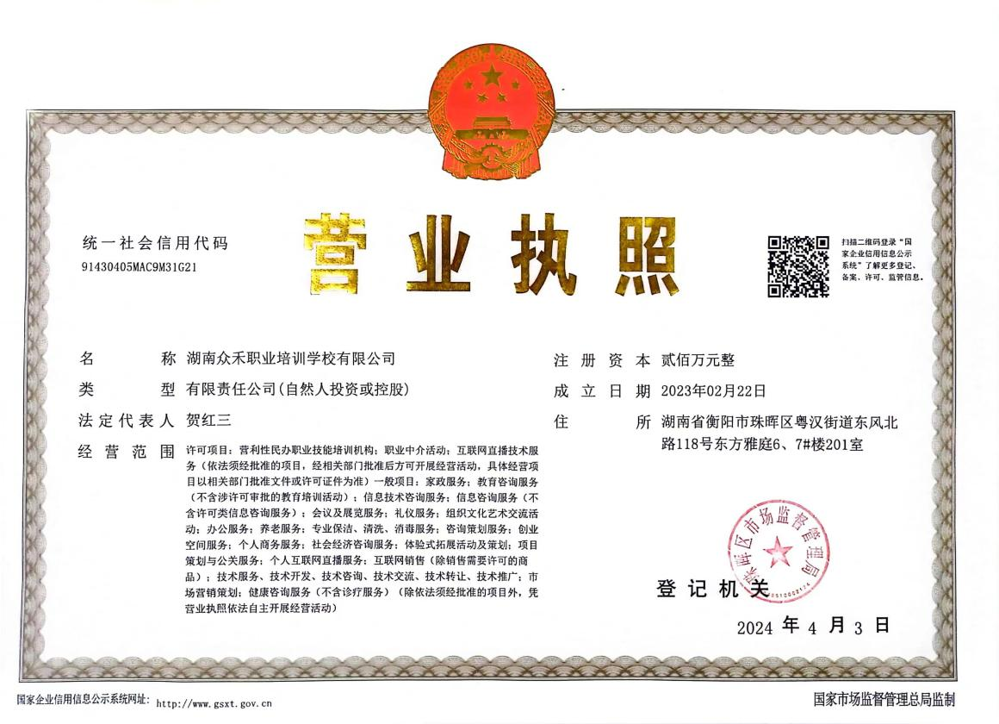 营业执照
统一社会信用代码
91430405MAC9M31G21
扫描二维码登录“国
家企业信用信息公示
系统”了解更多登记、
备案、许可、监管信息。
名称 湖南众禾职业培训学校有限公司
类型 有限责任公司(自然人投资或控股)
法定代表人 贺红三
经营范围 许可项目：营利性民办职业技能培训机构；职业中介活动；互联网直播技术服
务（依法须经批准的项目，经相关部门批准后方可开展经营活动，具体经营项
目以相关部门批准文件或许可证件为准）一般项目：家政服务；教育咨询服务
（不含涉许可审批的教育培训活动）；信息技术咨询服务；信息咨询服务（不
含许可类信息咨询服务）；会议及展览服务；礼仪服务；组织文化艺术交流活
动；办公服务；养老服务；专业保洁、清洗、消毒服务；咨询策划服务；创业
空间服务；个人商务服务；社会经济咨询服务；体验式拓展活动及策划；项目
策划与公关服务；个人互联网直播服务；互联网销售（除销售需要许可的商
品）；技术服务、技术开发、技术咨询、技术交流、技术转让、技术推广；市
场营销策划；健康咨询服务（不含诊疗服务）（除依法须经批准的项目外，凭
营业执照依法自主开展经营活动）
注册资本 贰佰万元整
成立日期 2023年02月22日
住所 湖南省衡阳市珠晖区粤汉街道东风北
路118号东方雅庭6、7#楼201室
珠晖区市场监督管理局
登记机关
2024 年 4 月 3 日
国家企业信用信息公示系统网址：http://www.gsxt.gov.cn
国家市场监督管理总局监制